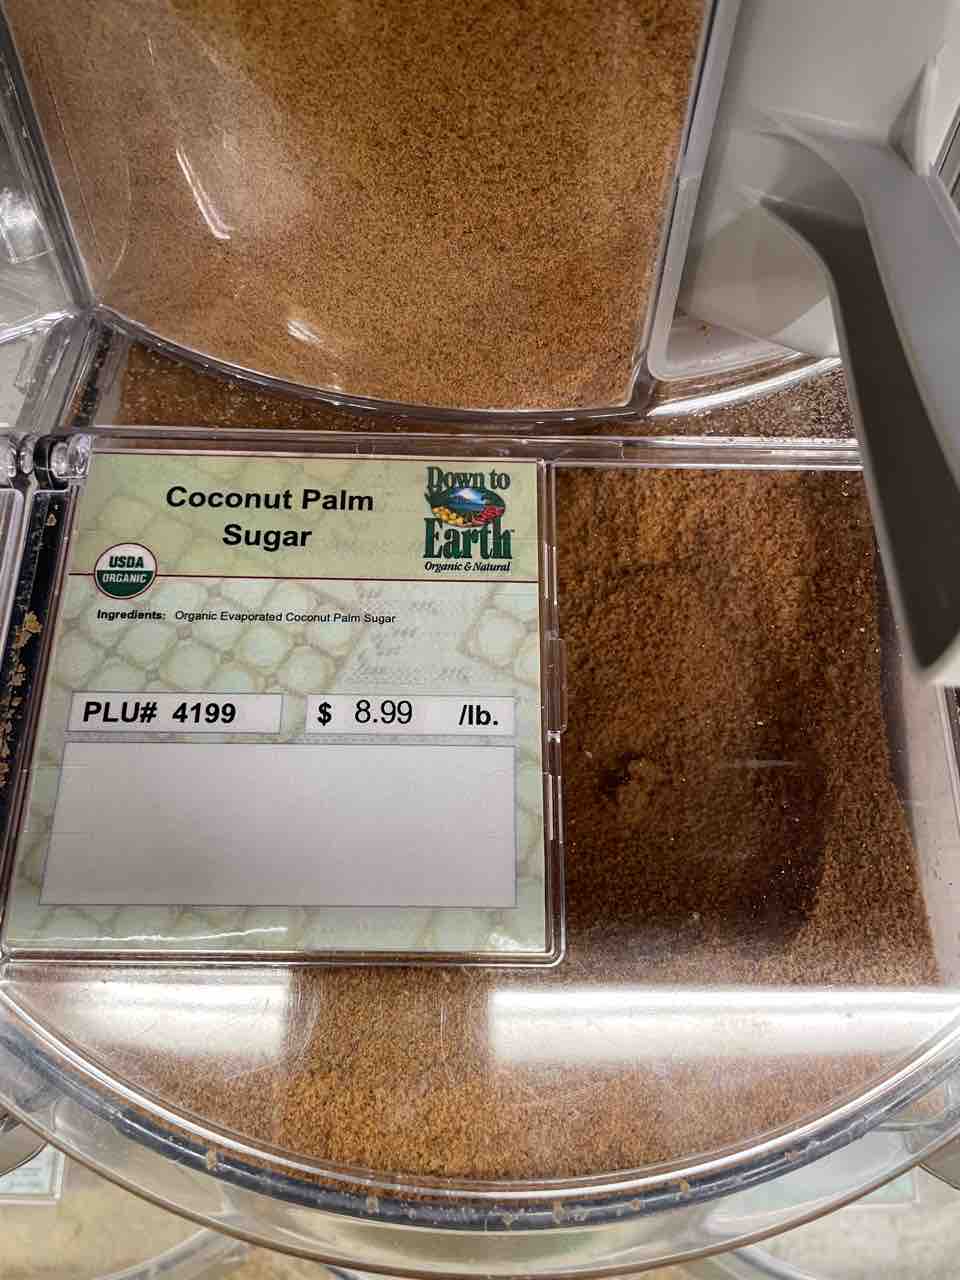 Coconut Palm
Sugar
Down to
Earth
Organic & Natural
USDA
ORGANIC
Ingredients: Organic Evaporated Coconut Palm Sugar
PLU# 4199
$ 8.99 /lb.